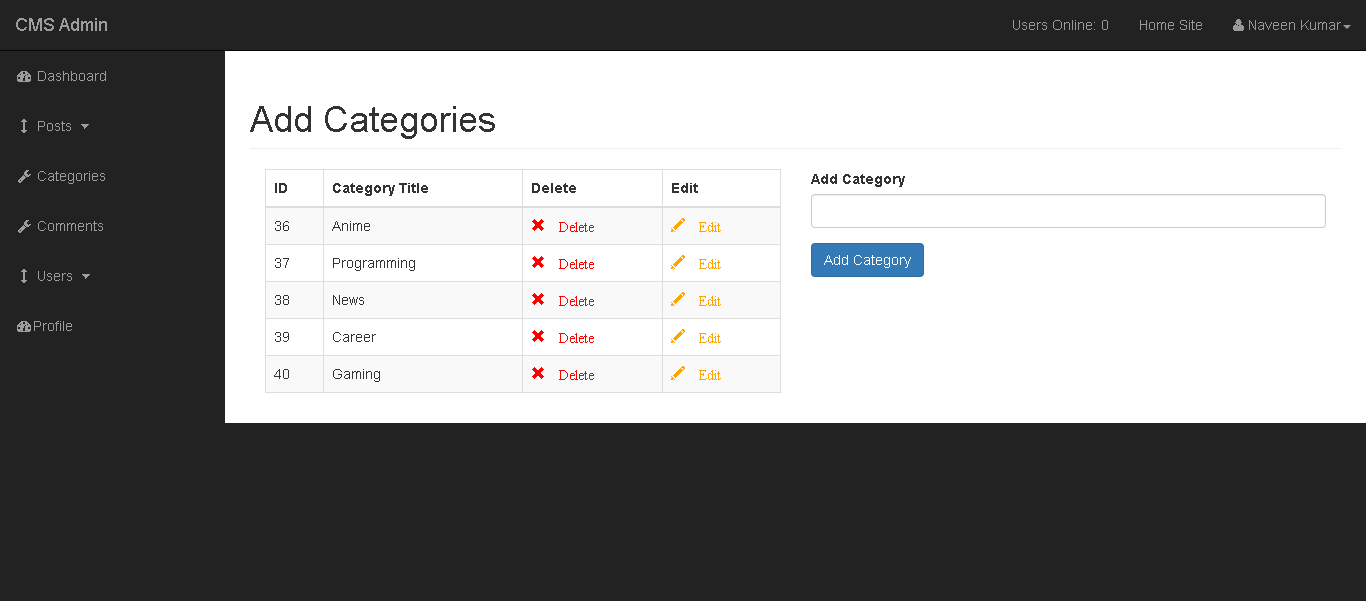 CMS Admin
Users Online: 0 Home Site Naveen Kumar
Dashboard
Posts
Categories
Comments
Users
Profile
Add Categories
ID Category Title Delete Edit
36 Anime Delete Edit
37 Programming Delete Edit
38 News Delete Edit
39 Career Delete Edit
40 Gaming Delete Edit
Add Category
Add Category